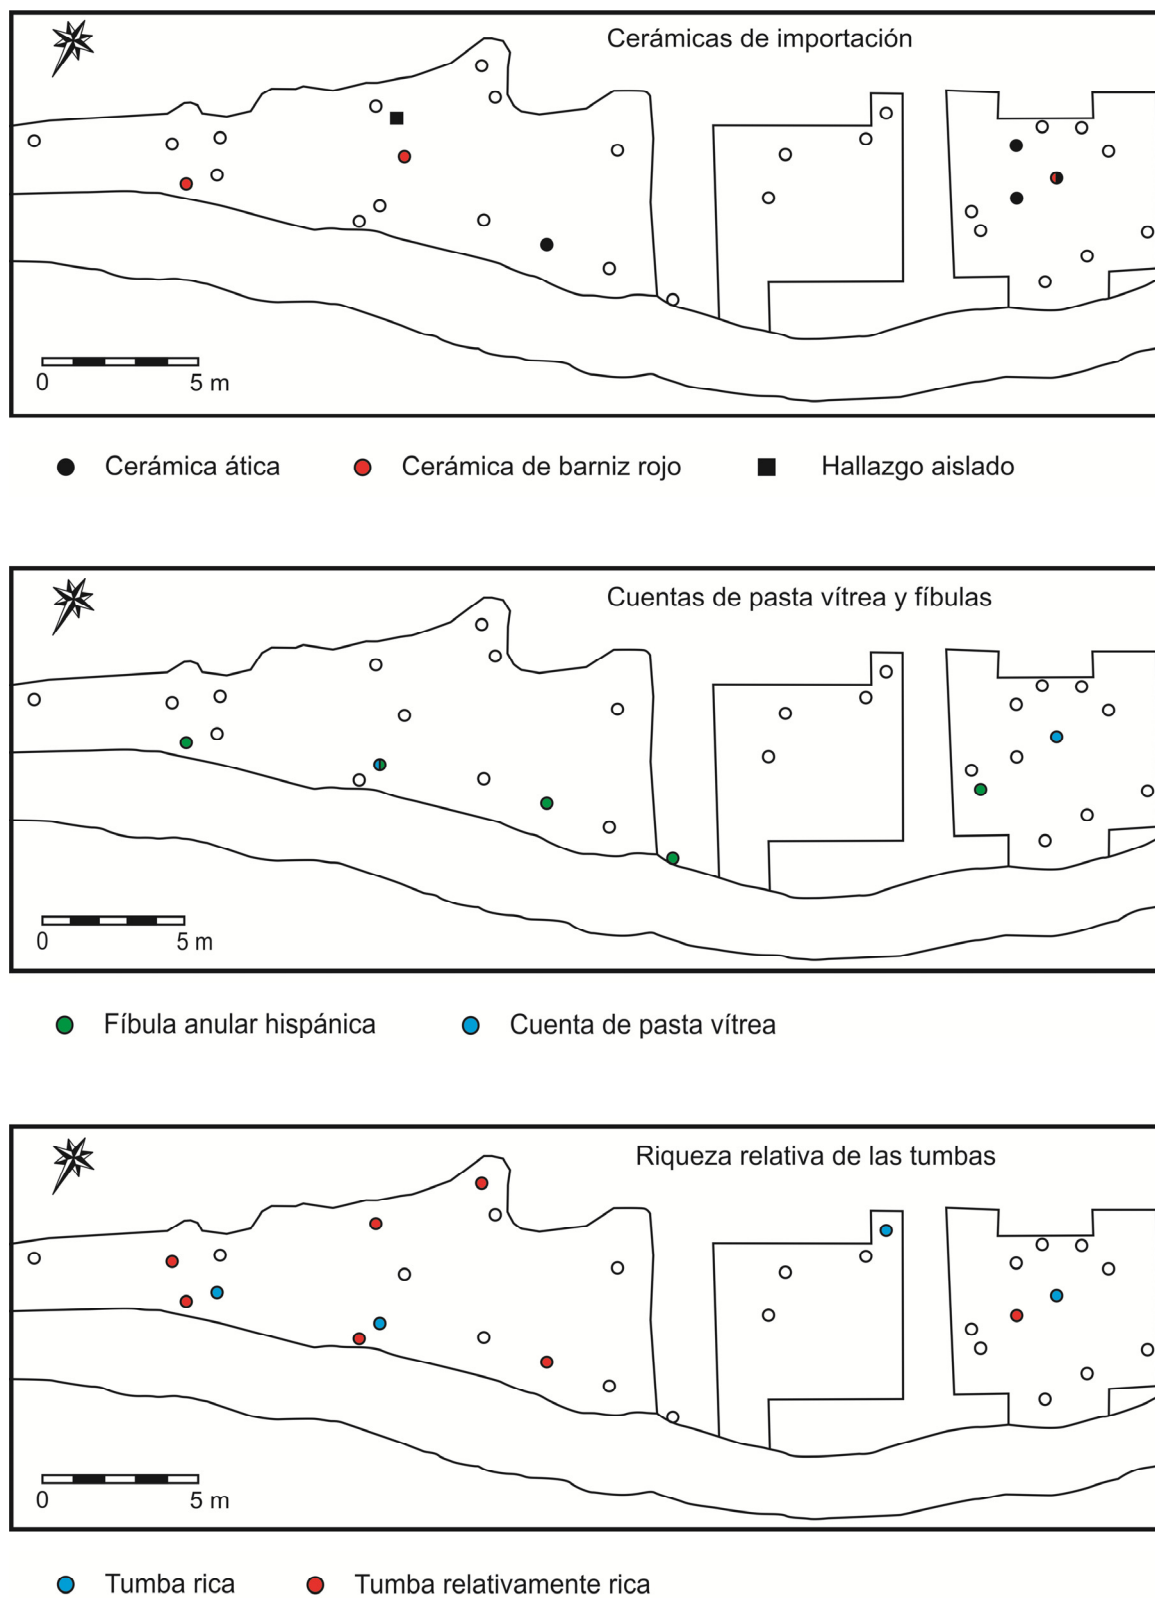 Cerámicas de importación
0 5 m
Cerámica ática Cerámica de barniz rojo Hallazgo aislado
Cuentas de pasta vítrea y fíbulas
0 5 m
Fíbula anular hispánica Cuenta de pasta vítrea
Riqueza relativa de las tumbas
0 5 m
Tumba rica Tumba relativamente rica